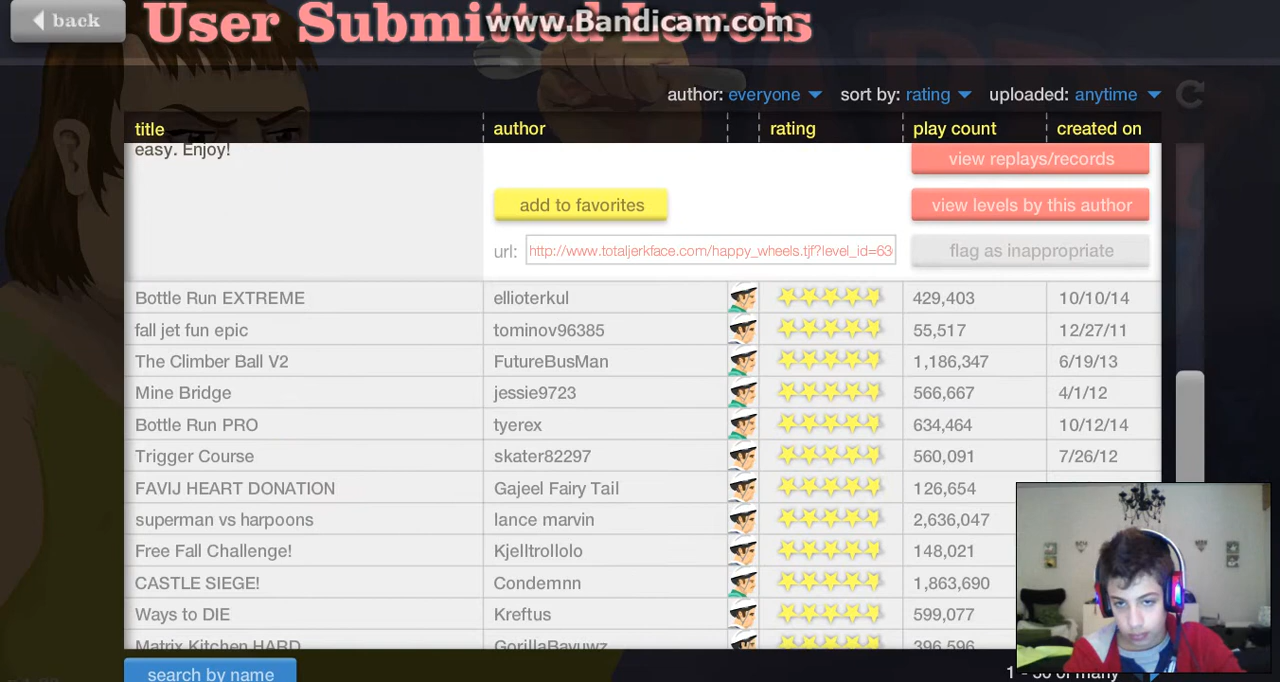 back
User Submitted Levels
www.Bandicam.com
author: everyone sort by: rating uploaded: anytime
title author rating play count created on
easy. Enjoy!
view replays/records
add to favorites
view levels by this author
url: http://www.totaljerkface.com/happy_wheels.tjf?level_id=63
flag as inappropriate
Bottle Run EXTREME ellioterkul 429,403 10/10/14
fall jet fun epic tominov96385 55,517 12/27/11
The Climber Ball V2 FutureBusMan 1,186,347 6/19/13
Mine Bridge jessie9723 566,667 4/1/12
Bottle Run PRO tyerex 634,464 10/12/14
Trigger Course skater82297 560,091 7/26/12
FAVIJ HEART DONATION Gajeel Fairy Tail 126,654
superman vs harpoons lance marvin 2,636,047
Free Fall Challenge! Kjelltrollolo 148,021
CASTLE SIEGE! Condemnn 1,863,690
Ways to DIE Kreftus 599,077
Matrix Kitchen HARD 396,596
search by name
of many